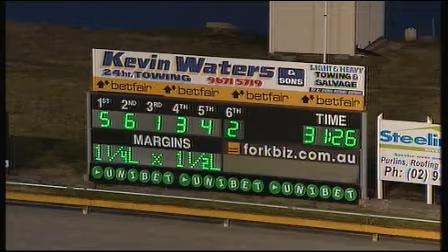 Kevin Waters & SONS
24hr. TOWING 9671 5719
LIGHT & HEAVY
TOWING &
SALVAGE
betfair betfair betfair betfair
1ST 2ND 3RD 4TH 5TH 6TH TIME
5 6 1 3 4 2 31:26
MARGINS
forkbiz.com.au
1 1/4L x 1 1/2L
UNIBET UNIBET UNIBET
Steelin
Purlins, Roofing
Ph: (02) 9